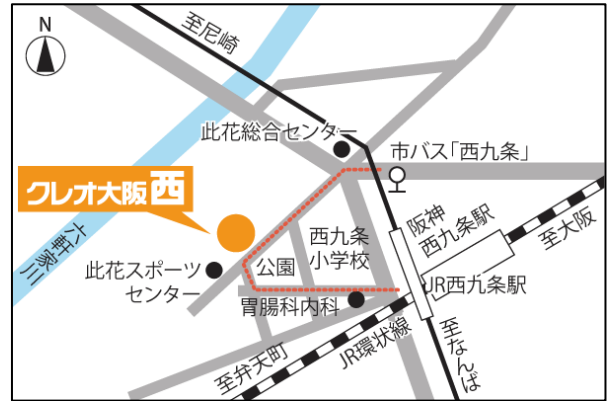 N
至尼崎
此花総合センター
市バス「西九条」
クレオ大阪西
阪神
西九条駅
至大阪
六軒家川
西九条
小学校
此花スポーツ
センター
公園
JR西九条駅
胃腸科内科
JR環状線
至なんば
至弁天町